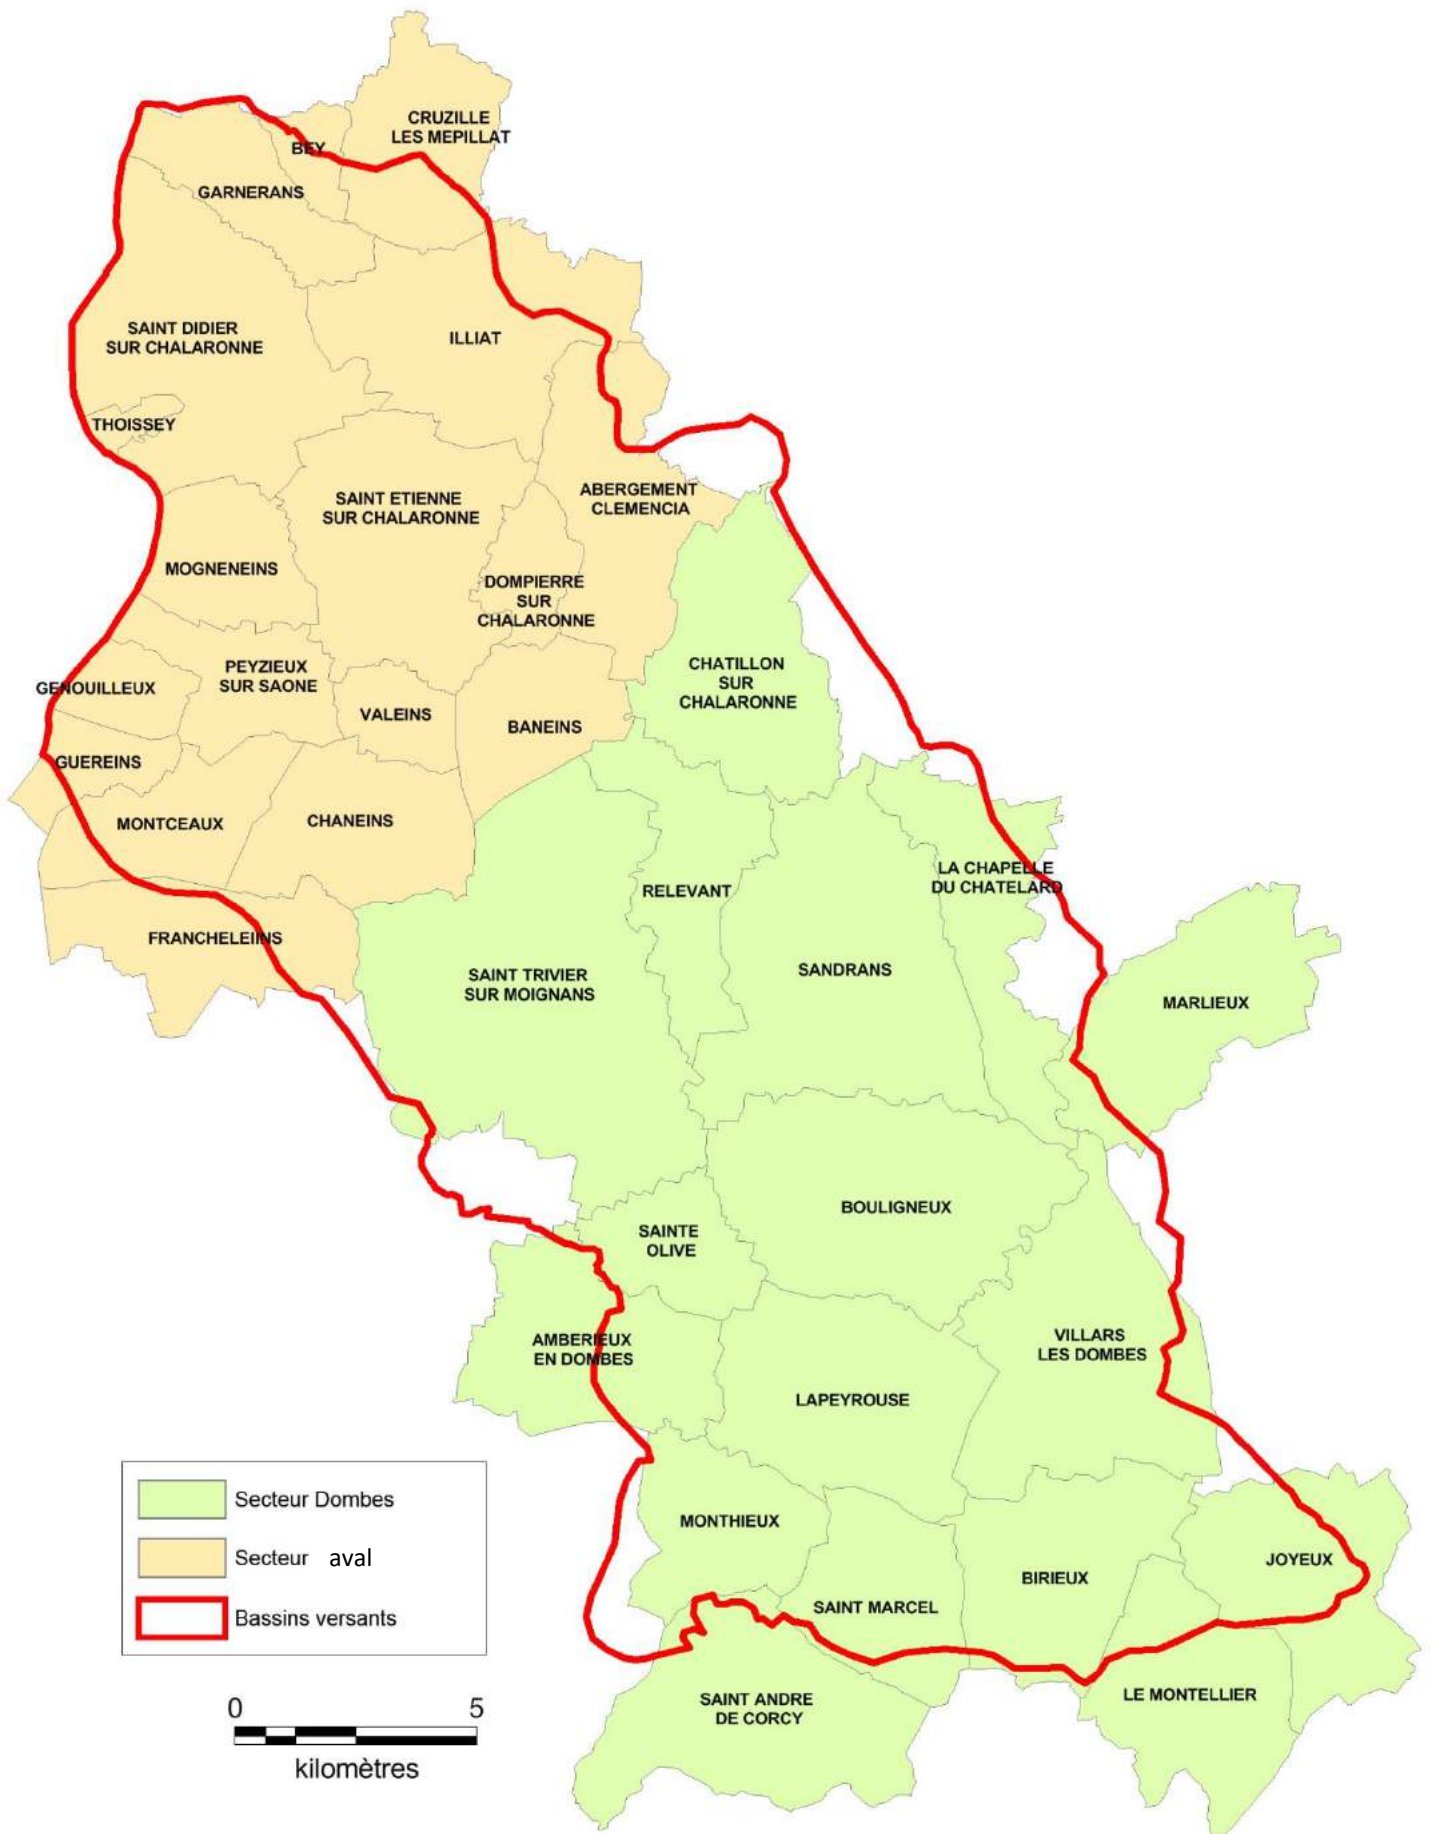 CRUZILLE
LES MEPILLAT
BEY
GARNERANS
SAINT DIDIER
SUR CHALARONNE
ILLIAT
THOISSEY
SAINT ETIENNE
SUR CHALARONNE
ABERGEMENT
CLEMENCIA
MOGNENEINS
DOMPIERRE
SUR
CHALARONNE
PEYZIEUX
SUR SAONE
GENOUILLEUX
CHATILLON
SUR
CHALARONNE
VALEINS
BANEINS
GUEREINS
MONTCEAUX
CHANEINS
LA CHAPELLE
DU CHATELARD
RELEVANT
FRANCHELEIINS
SAINT TRIVIER
SUR MOIGNANS
SANDRANS
MARLIEUX
BOULIGNEUX
SAINTE
OLIVE
AMBERIEUX
EN DOMBES
VILLARS
LES DOMBES
LAPEYROUSE
MONTHIEUX
JOYEUX
BIRIEUX
SAINT MARCEL
LE MONTELLIER
SAINT ANDRE
DE CORCY
Secteur Dombes
Secteur aval
Bassins versants
0 5
kilomètres